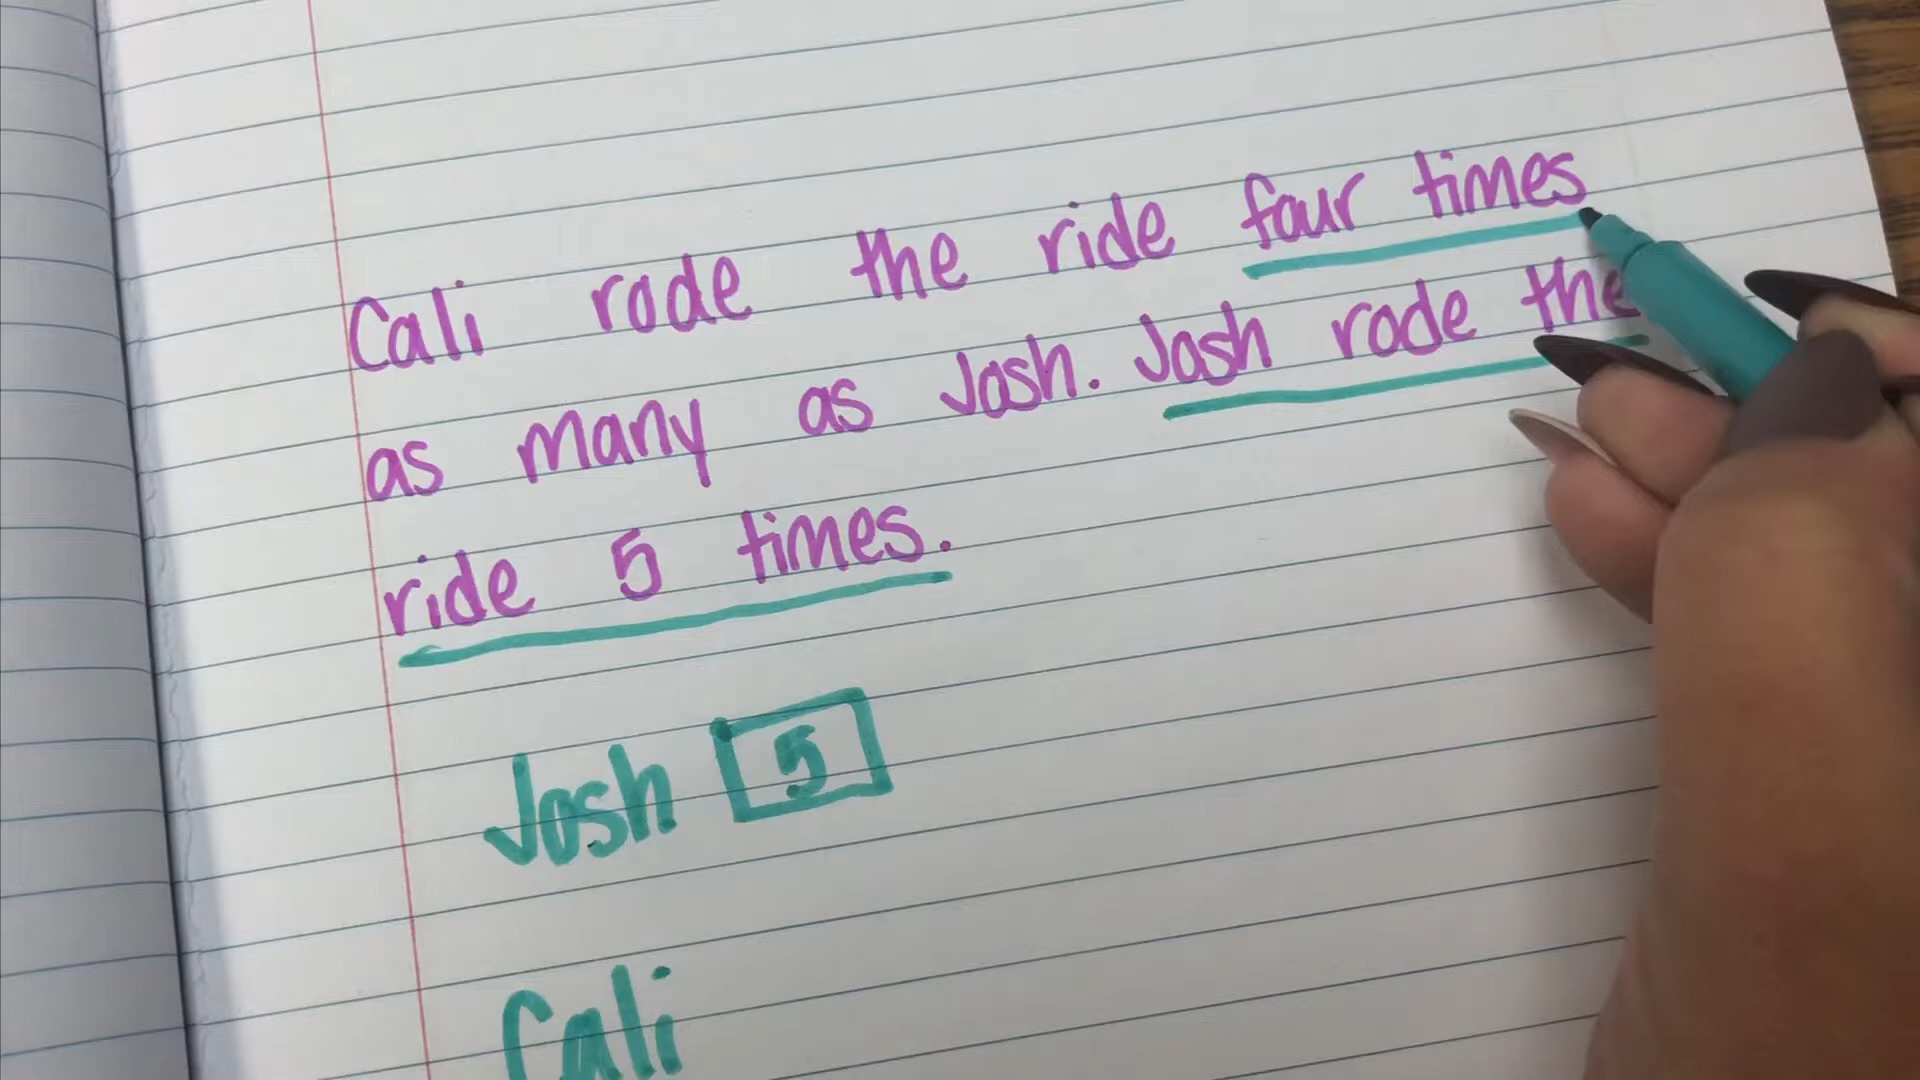 Cali rode the ride four times
as many as Josh. Josh rode the
ride 5 times.
Josh 5
Cali